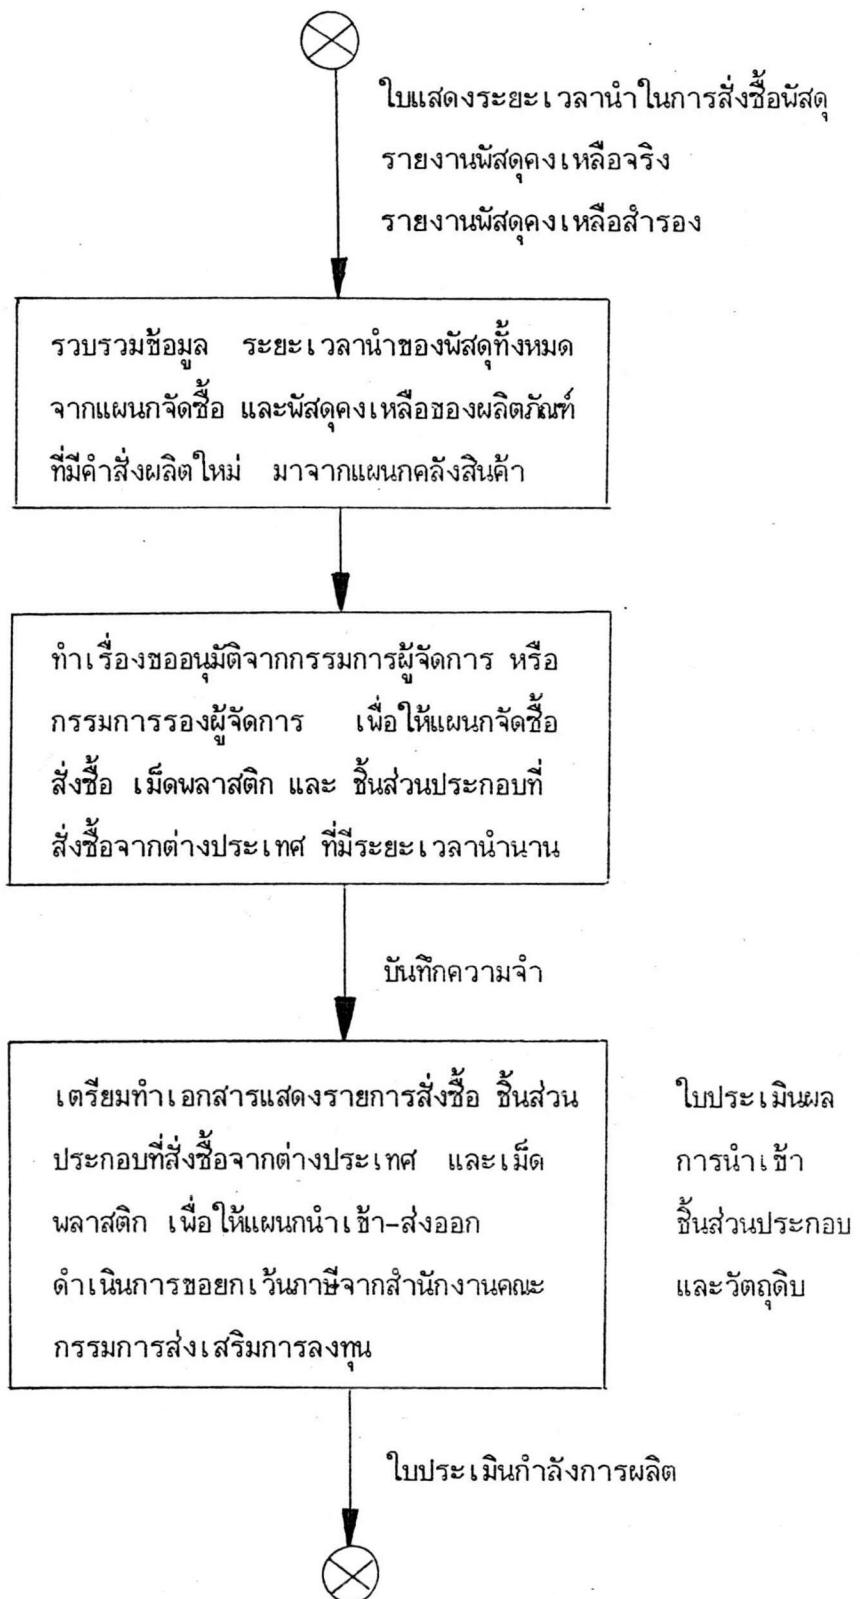 ใบแสดงระยะเวลานำในการสั่งซื้อพัสดุ
รายงานพัสดุคงเหลือจริง
รายงานพัสดุคงเหลือสำรอง
รวบรวมข้อมูล ระยะเวลานำของพัสดุทั้งหมด
จากแผนกจัดซื้อ และพัสดุคงเหลือของผลิตภัณฑ์
ที่มีคำสั่งผลิตใหม่ มาจากแผนกคลังสินค้า
ทำเรื่องขออนุมัติจากกรรมการผู้จัดการ หรือ
กรรมการรองผู้จัดการ เพื่อให้แผนกจัดซื้อ
สั่งซื้อ เม็ดพลาสติก และ ชิ้นส่วนประกอบที่
สั่งซื้อจากต่างประเทศ ที่มีระยะเวลานำนาน
บันทึกความจำ
เตรียมทำเอกสารแสดงรายการสั่งซื้อ ชิ้นส่วน
ประกอบที่สั่งซื้อจากต่างประเทศ และเม็ด
พลาสติก เพื่อให้แผนกนำเข้า-ส่งออก
ดำเนินการขอยกเว้นภาษีจากสำนักงานคณะ
กรรมการส่งเสริมการลงทุน
ใบประเมินผล
การนำเข้า
ชิ้นส่วนประกอบ
และวัตถุดิบ
ใบประเมินกำลังการผลิต